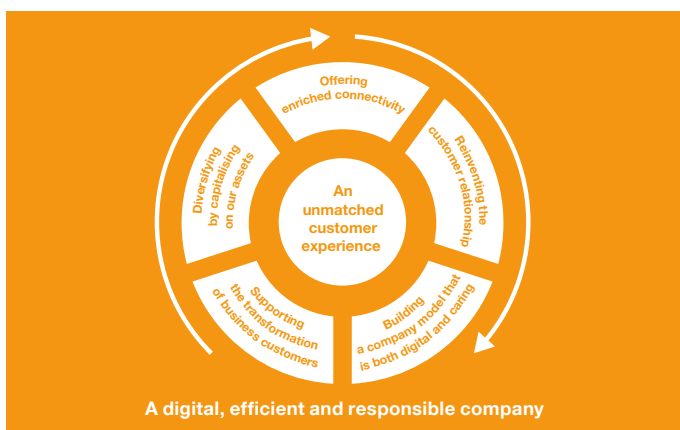 Offering
enriched connectivity
Reinventing the
customer relationship
Building
a company model that
is both digital and caring
Supporting
the transformation
of business customers
Diversifying
by capitalising
on our assets
An
unmatched
customer
experience
A digital, efficient and responsible company